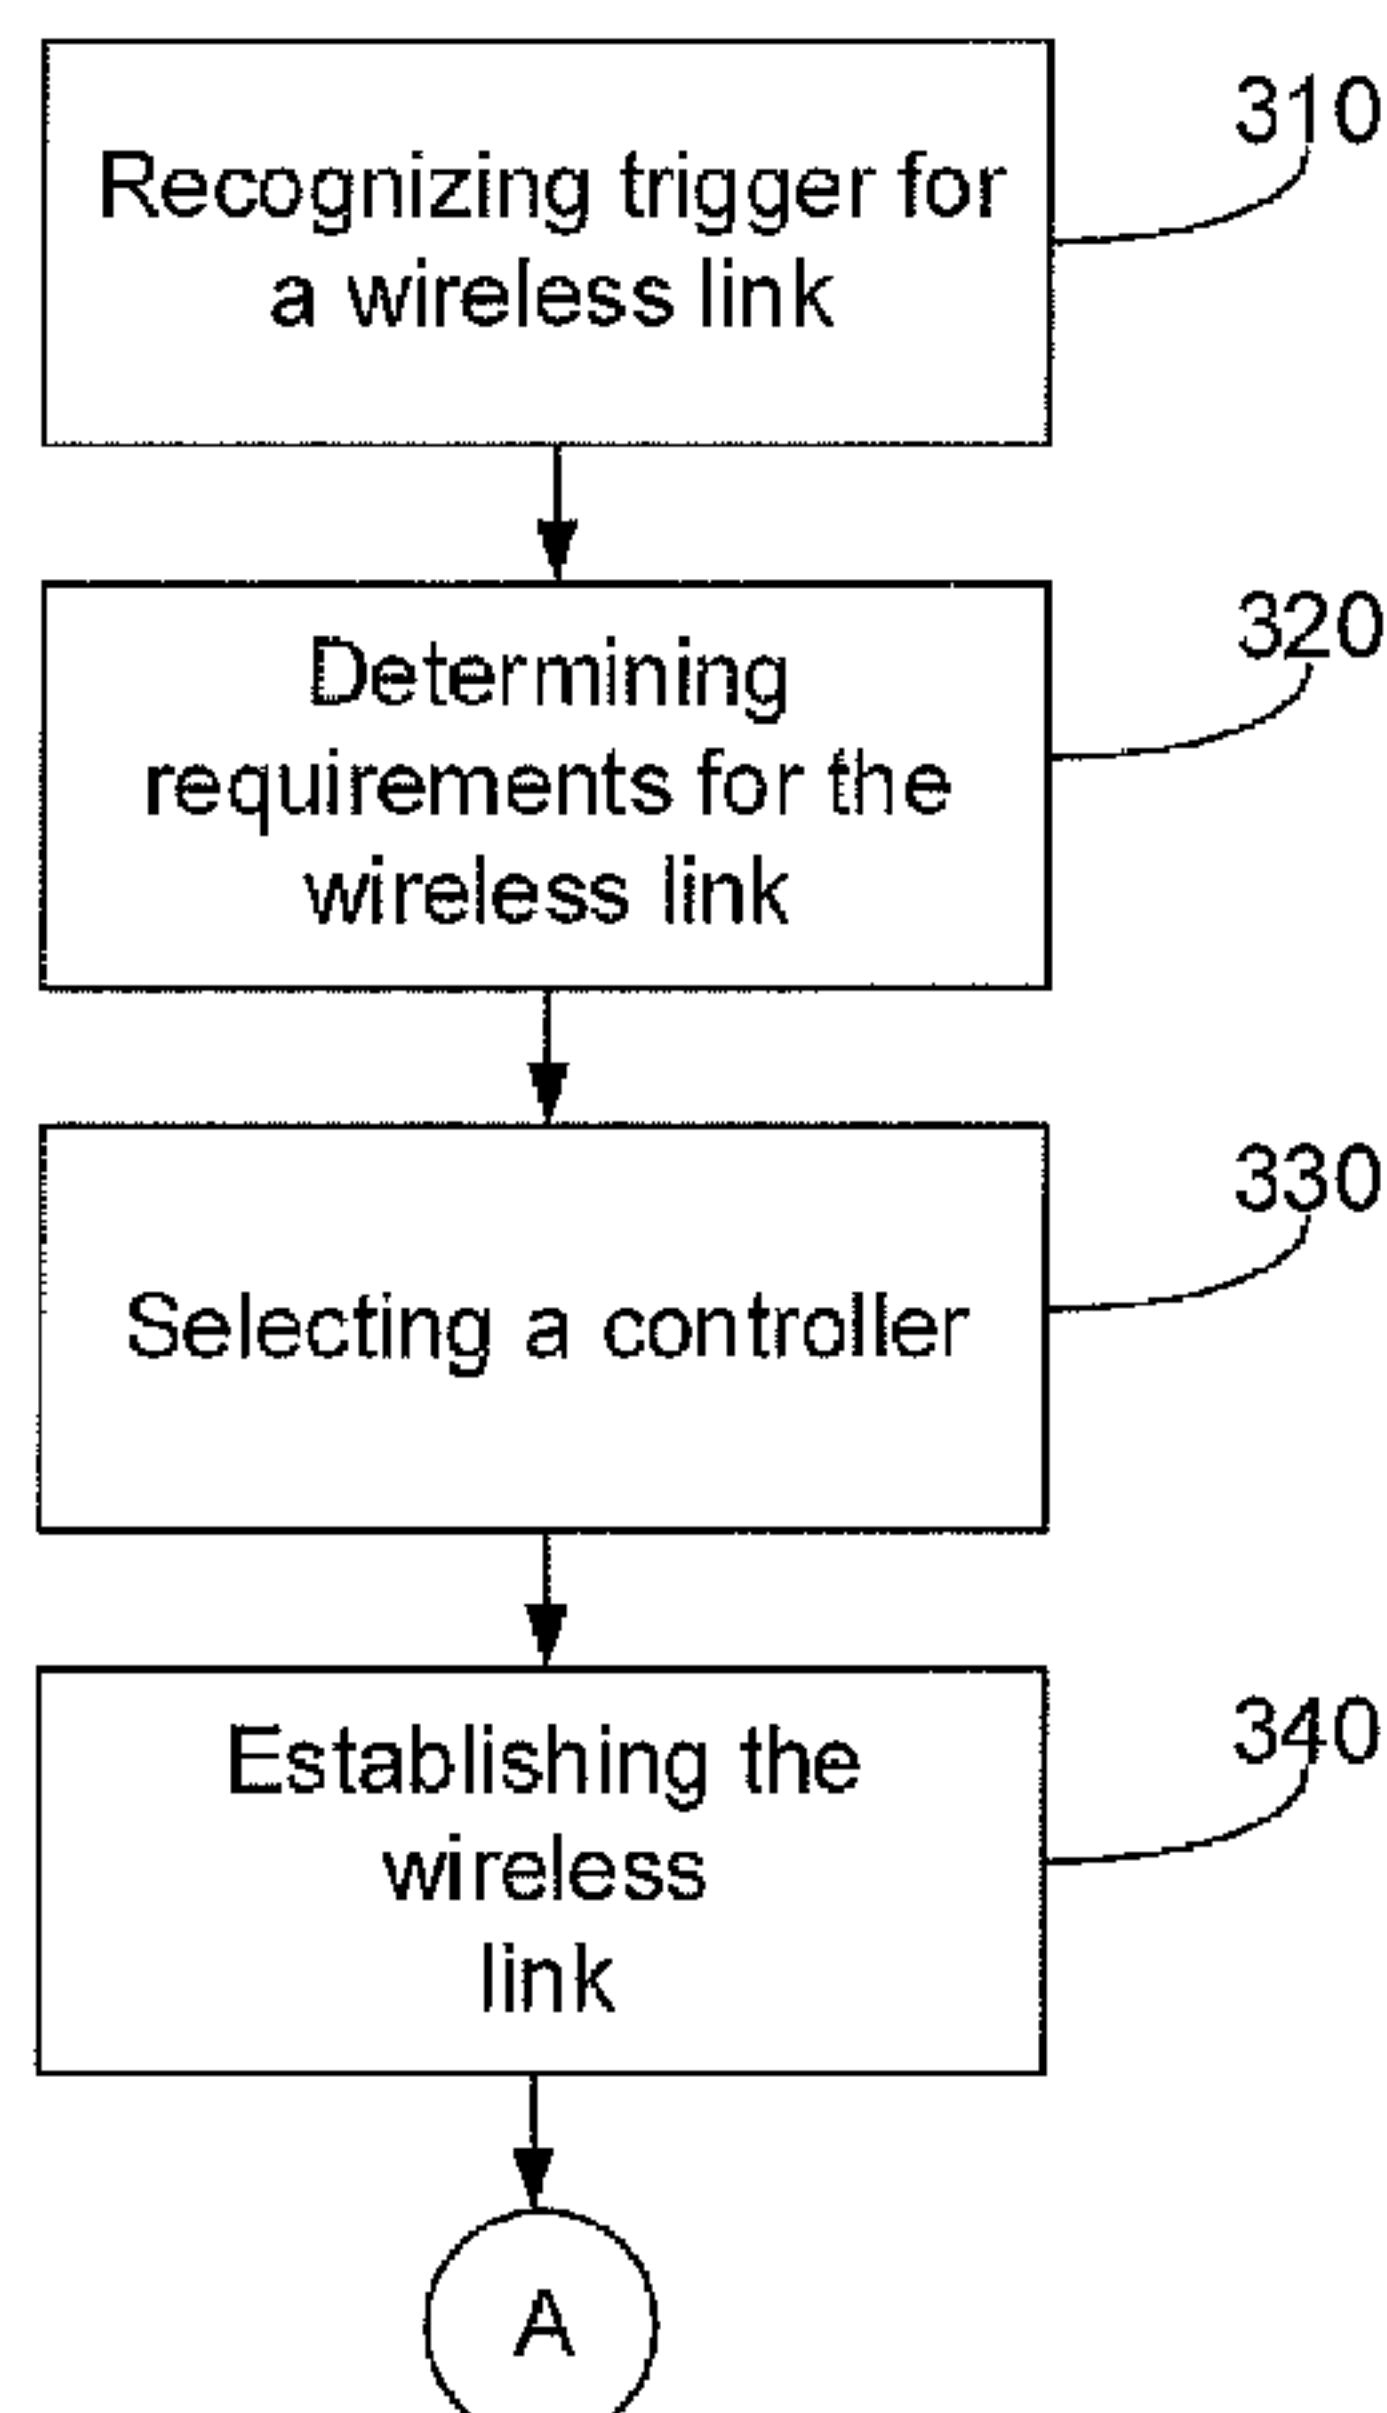 310
Recognizing trigger for
a wireless link
320
Determining
requirements for the
wireless link
330
Selecting a controller
340
Establishing the
wireless
link
A